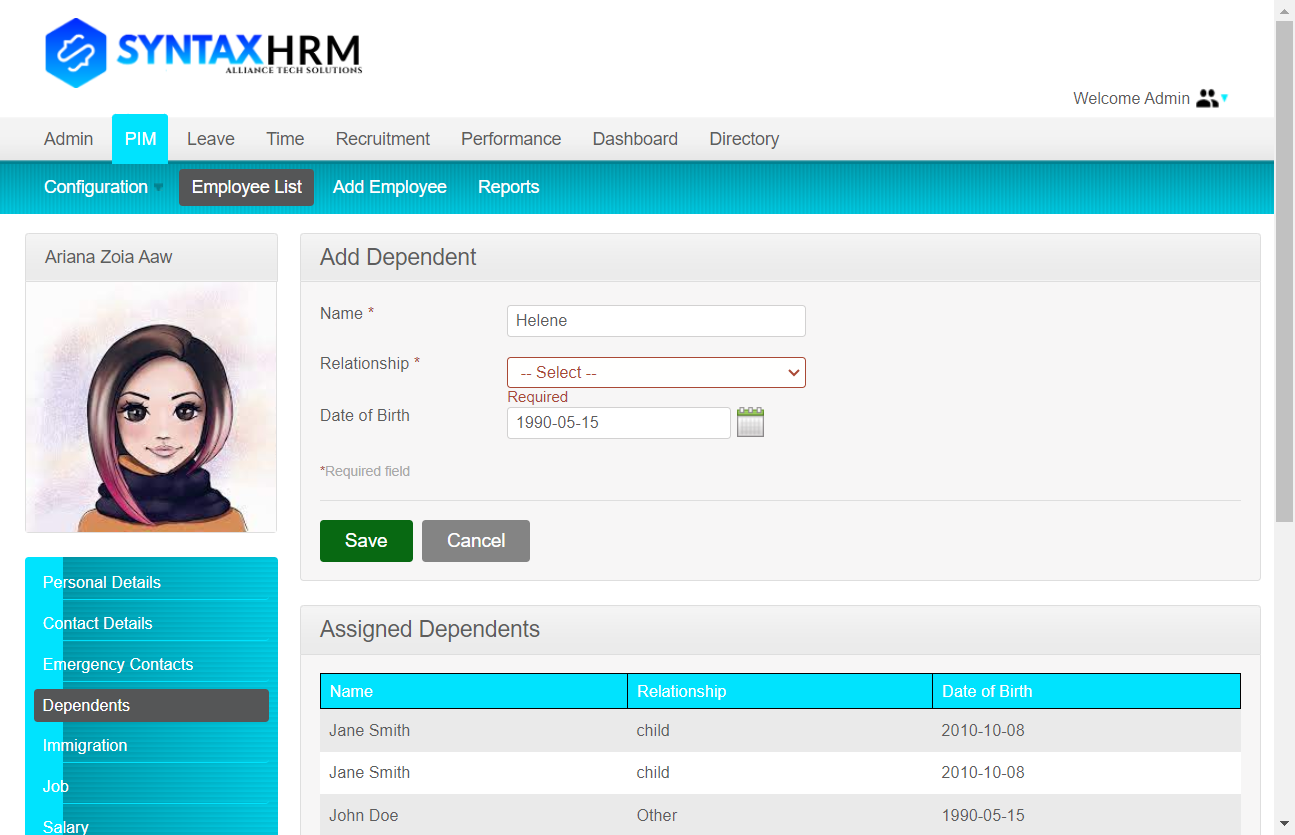 SYNTAXHRM
ALLIANCE TECH SOLUTIONS
Welcome Admin
Admin PIM Leave Time Recruitment Performance Dashboard Directory
Configuration Employee List Add Employee Reports
Ariana Zoia Aaw
Personal Details
Contact Details
Emergency Contacts
Dependents
Immigration
Job
Salary
Add Dependent
Name * Helene
Relationship * -- Select --
Required
Date of Birth 1990-05-15
*Required field
Save Cancel
Assigned Dependents
Name Relationship Date of Birth
Jane Smith child 2010-10-08
Jane Smith child 2010-10-08
John Doe Other 1990-05-15